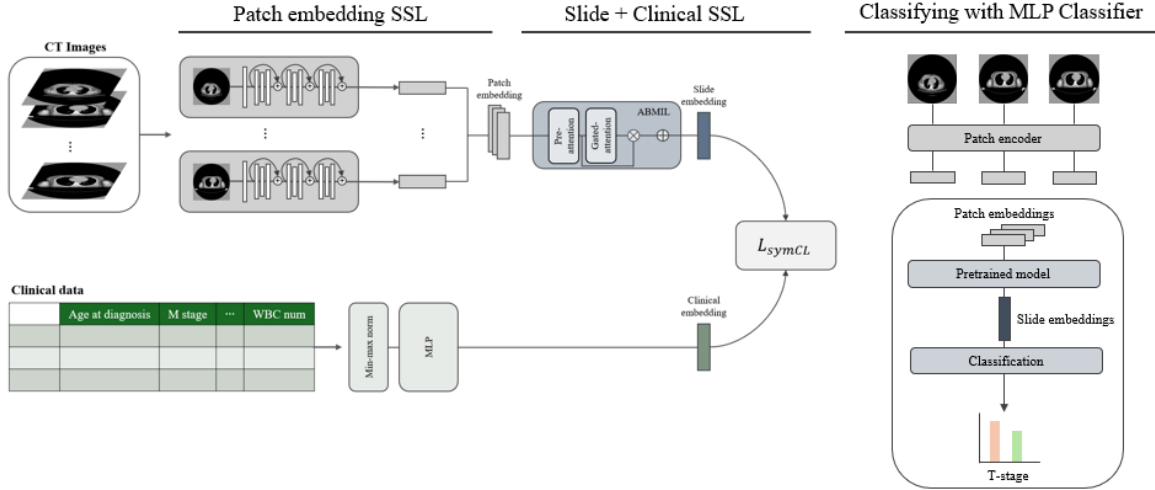 Patch embedding SSL
Slide + Clinical SSL
Classifying with MLP Classifier
CT Images
...
...
...
Patch
embedding
Pre-
attention
Gated-
attention
ABMIL
Slide
embedding
L_symCL
Clinical data
Age at diagnosis M stage ... WBC num
Min-max norm
MLP
Clinical
embedding
Patch encoder
Patch embeddings
Pretrained model
Slide embeddings
Classification
T-stage